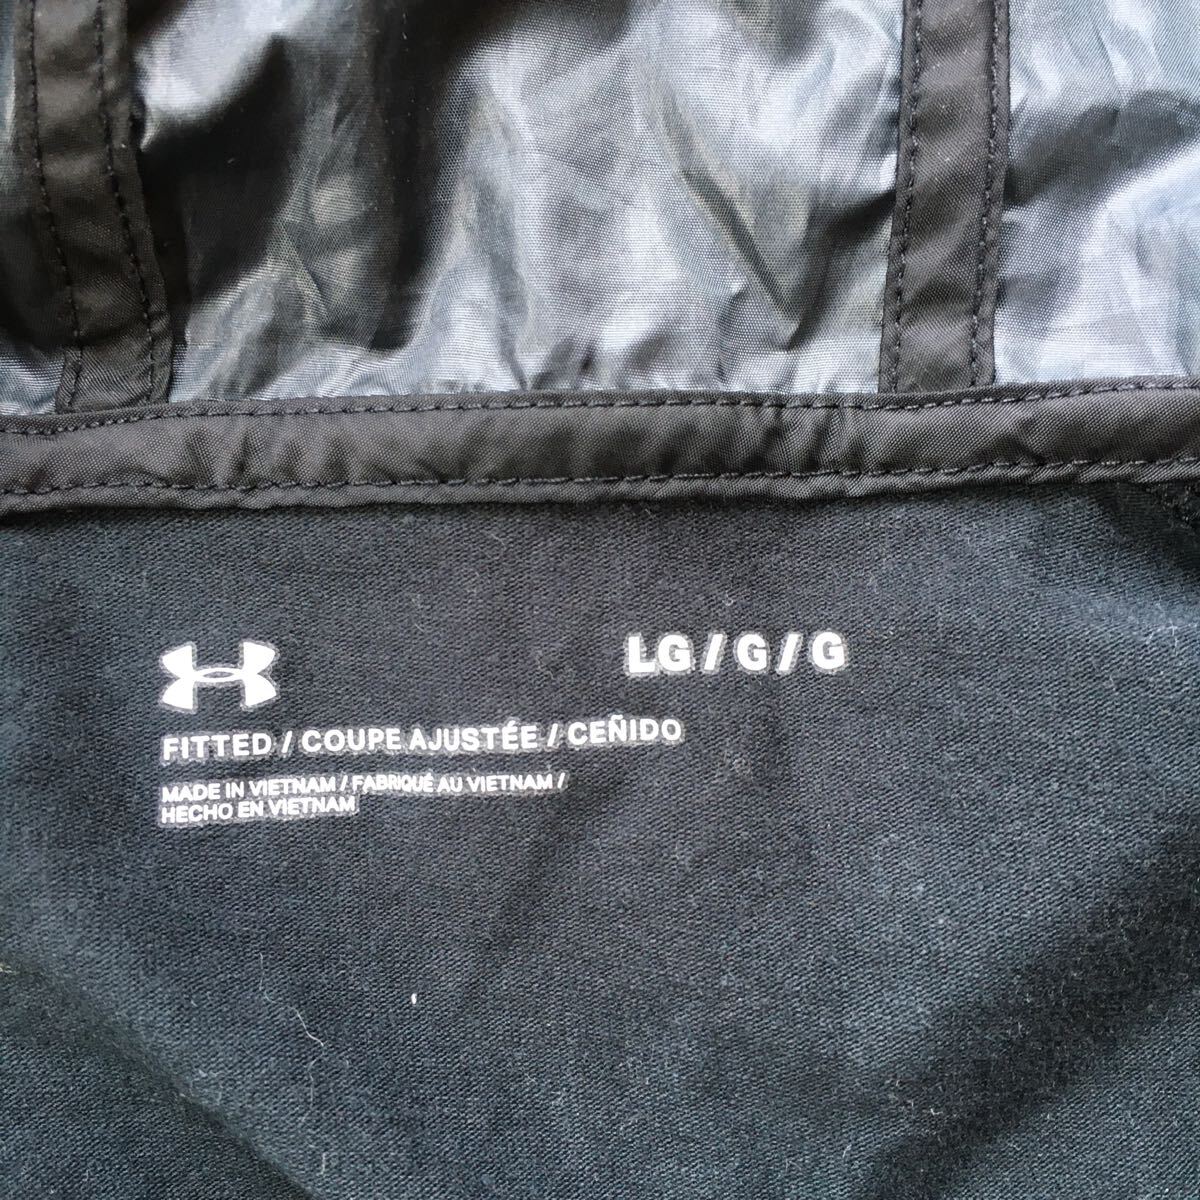 LG / G / G
FITTED / COUPE AJUSTÉE / CEÑIDO
MADE IN VIETNAM / FABRIQUÉ AU VIETNAM /
HECHO EN VIETNAM